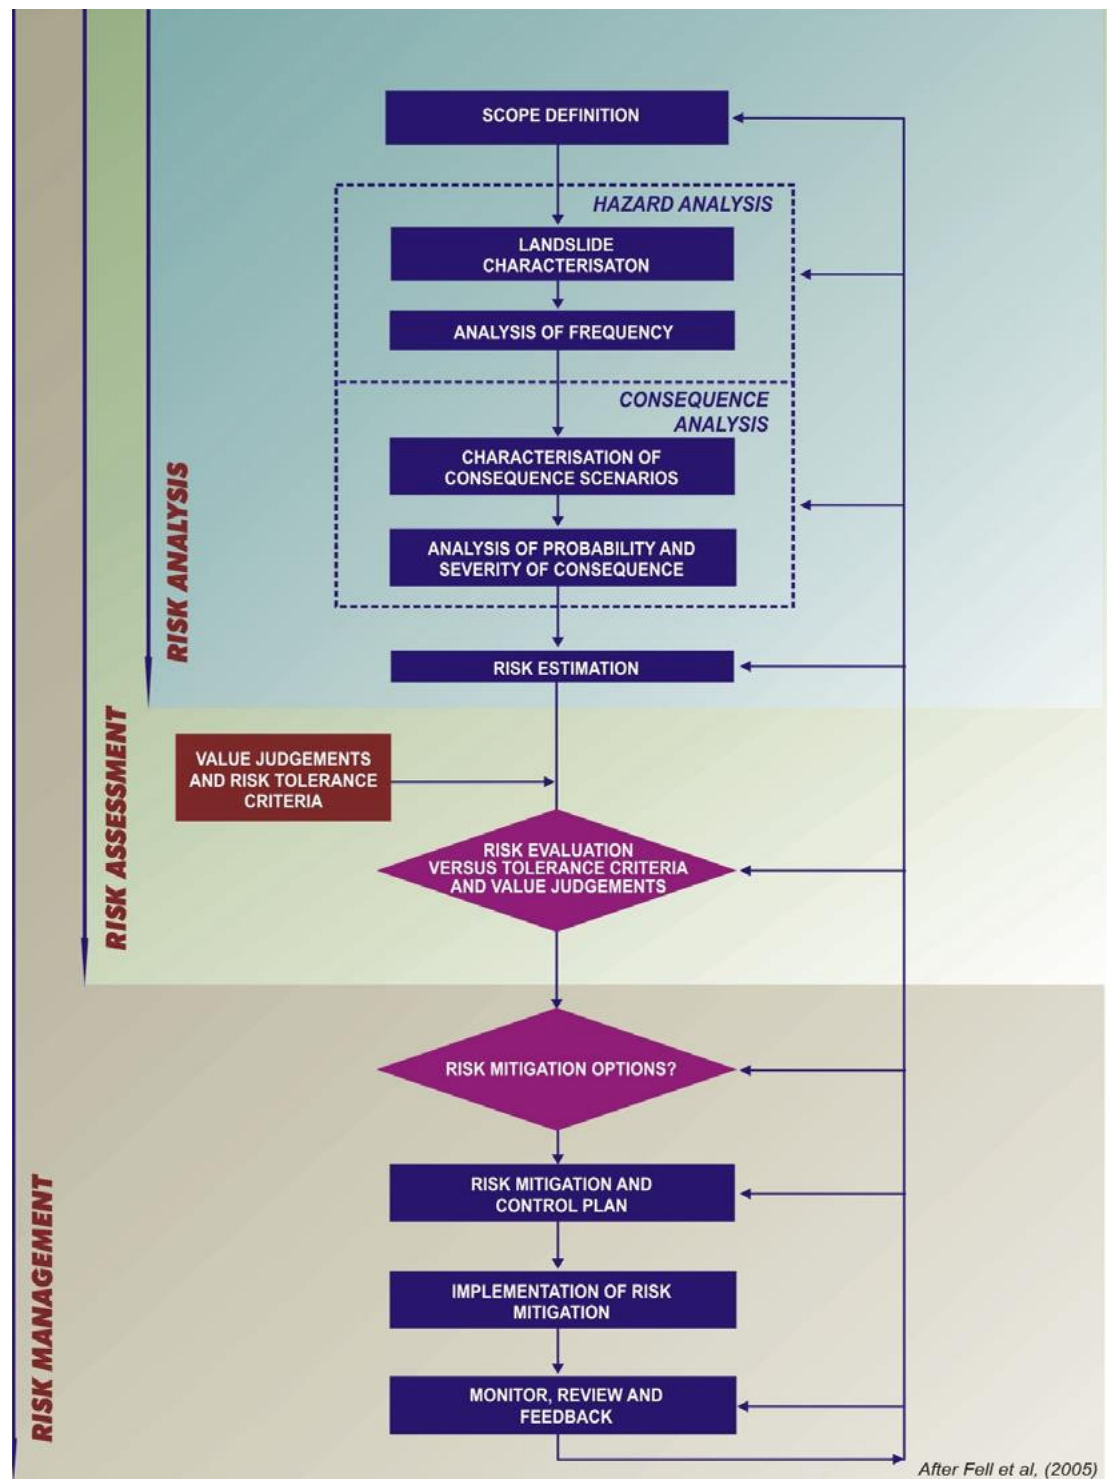 SCOPE DEFINITION
HAZARD ANALYSIS
LANDSLIDE
CHARACTERISATON
ANALYSIS OF FREQUENCY
CONSEQUENCE
ANALYSIS
CHARACTERISATION OF
CONSEQUENCE SCENARIOS
ANALYSIS OF PROBABILITY AND
SEVERITY OF CONSEQUENCE
RISK ANALYSIS
RISK ESTIMATION
VALUE JUDGEMENTS
AND RISK TOLERANCE
CRITERIA
RISK ASSESSMENT
RISK EVALUATION
VERSUS TOLERANCE CRITERIA
AND VALUE JUDGEMENTS
RISK MITIGATION OPTIONS?
RISK MITIGATION AND
CONTROL PLAN
RISK MANAGEMENT
IMPLEMENTATION OF RISK
MITIGATION
MONITOR, REVIEW AND
FEEDBACK
After Fell et al, (2005)